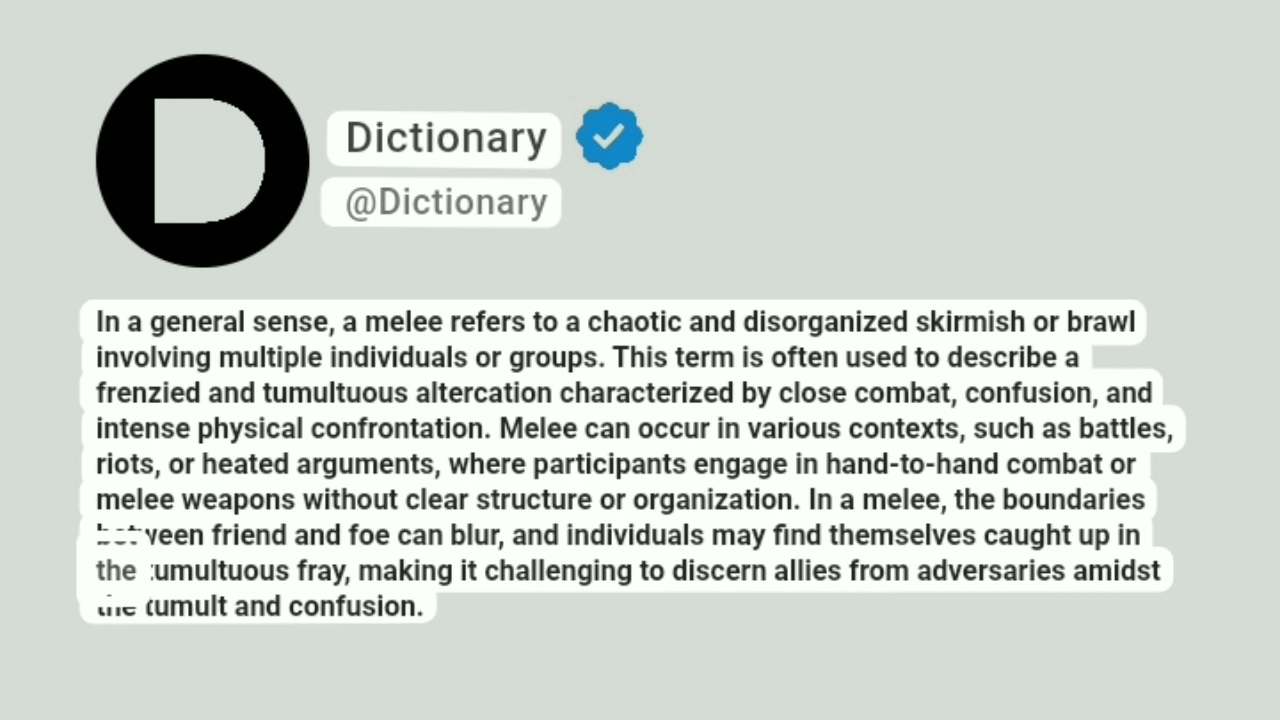 D
Dictionary
@Dictionary
In a general sense, a melee refers to a chaotic and disorganized skirmish or brawl
involving multiple individuals or groups. This term is often used to describe a
frenzied and tumultuous altercation characterized by close combat, confusion, and
intense physical confrontation. Melee can occur in various contexts, such as battles,
riots, or heated arguments, where participants engage in hand-to-hand combat or
melee weapons without clear structure or organization. In a melee, the boundaries
between friend and foe can blur, and individuals may find themselves caught up in
the tumultuous fray, making it challenging to discern allies from adversaries amidst
the tumult and confusion.